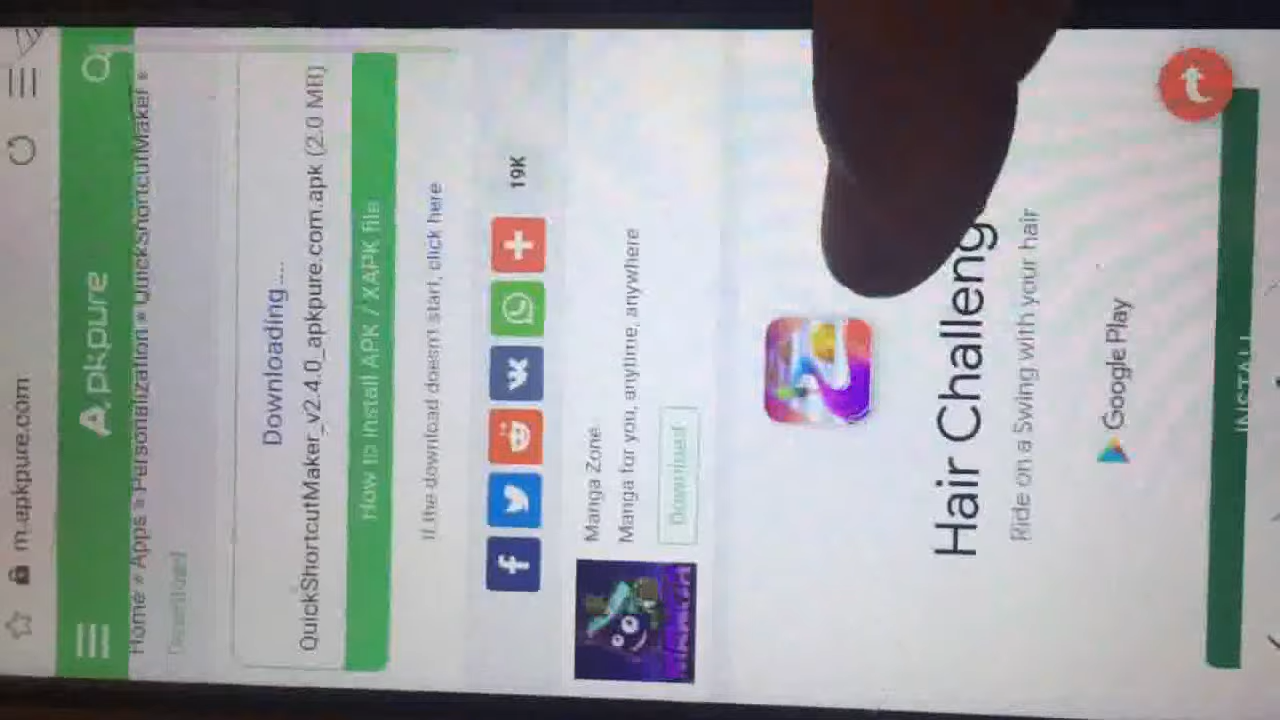 m.apkpure.com
Apkpure
Home » Apps » Personalization » QuickShortcutMaker »
Download
Downloading....
QuickShortcutMaker_v2.4.0_apkpure.com.apk (2.0 MB)
How to install APK / XAPK file
If the download doesn't start, click here
19K
Manga Zone
Manga for you, anytime, anywhere
Download
Hair Challeng
Ride on a Swing with your hair
Google Play
INSTALL